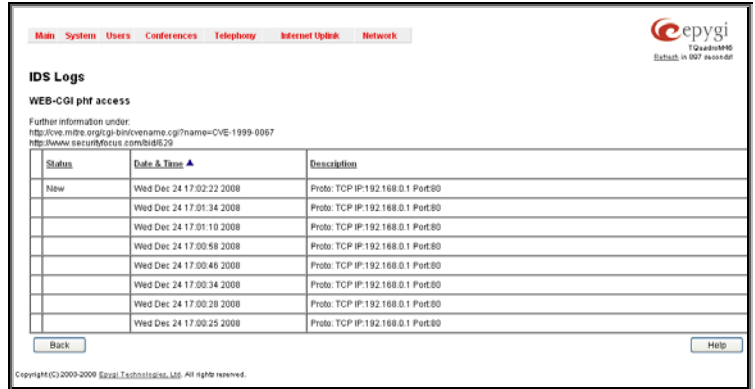 Main System Users Conferences Telephony Internet Uplink Network
epygi
TQuadroM46
Refresh in 897 seconds!
IDS Logs
WEB-CGI phf access
Further information under:
http://cve.mitre.org/cgi-bin/cvename.cgi?name=CVE-1999-0067
http://www.securityfocus.com/bid/629
Status Date & Time Description
New Wed Dec 24 17:02:22 2008 Proto: TCP IP:192.168.0.1 Port:80
Wed Dec 24 17:01:34 2008 Proto: TCP IP:192.168.0.1 Port:80
Wed Dec 24 17:01:10 2008 Proto: TCP IP:192.168.0.1 Port:80
Wed Dec 24 17:00:58 2008 Proto: TCP IP:192.168.0.1 Port:80
Wed Dec 24 17:00:46 2008 Proto: TCP IP:192.168.0.1 Port:80
Wed Dec 24 17:00:34 2008 Proto: TCP IP:192.168.0.1 Port:80
Wed Dec 24 17:00:28 2008 Proto: TCP IP:192.168.0.1 Port:80
Wed Dec 24 17:00:25 2008 Proto: TCP IP:192.168.0.1 Port:80
Back Help
Copyright (C) 2003-2008 Epygi Technologies, Ltd. All rights reserved.